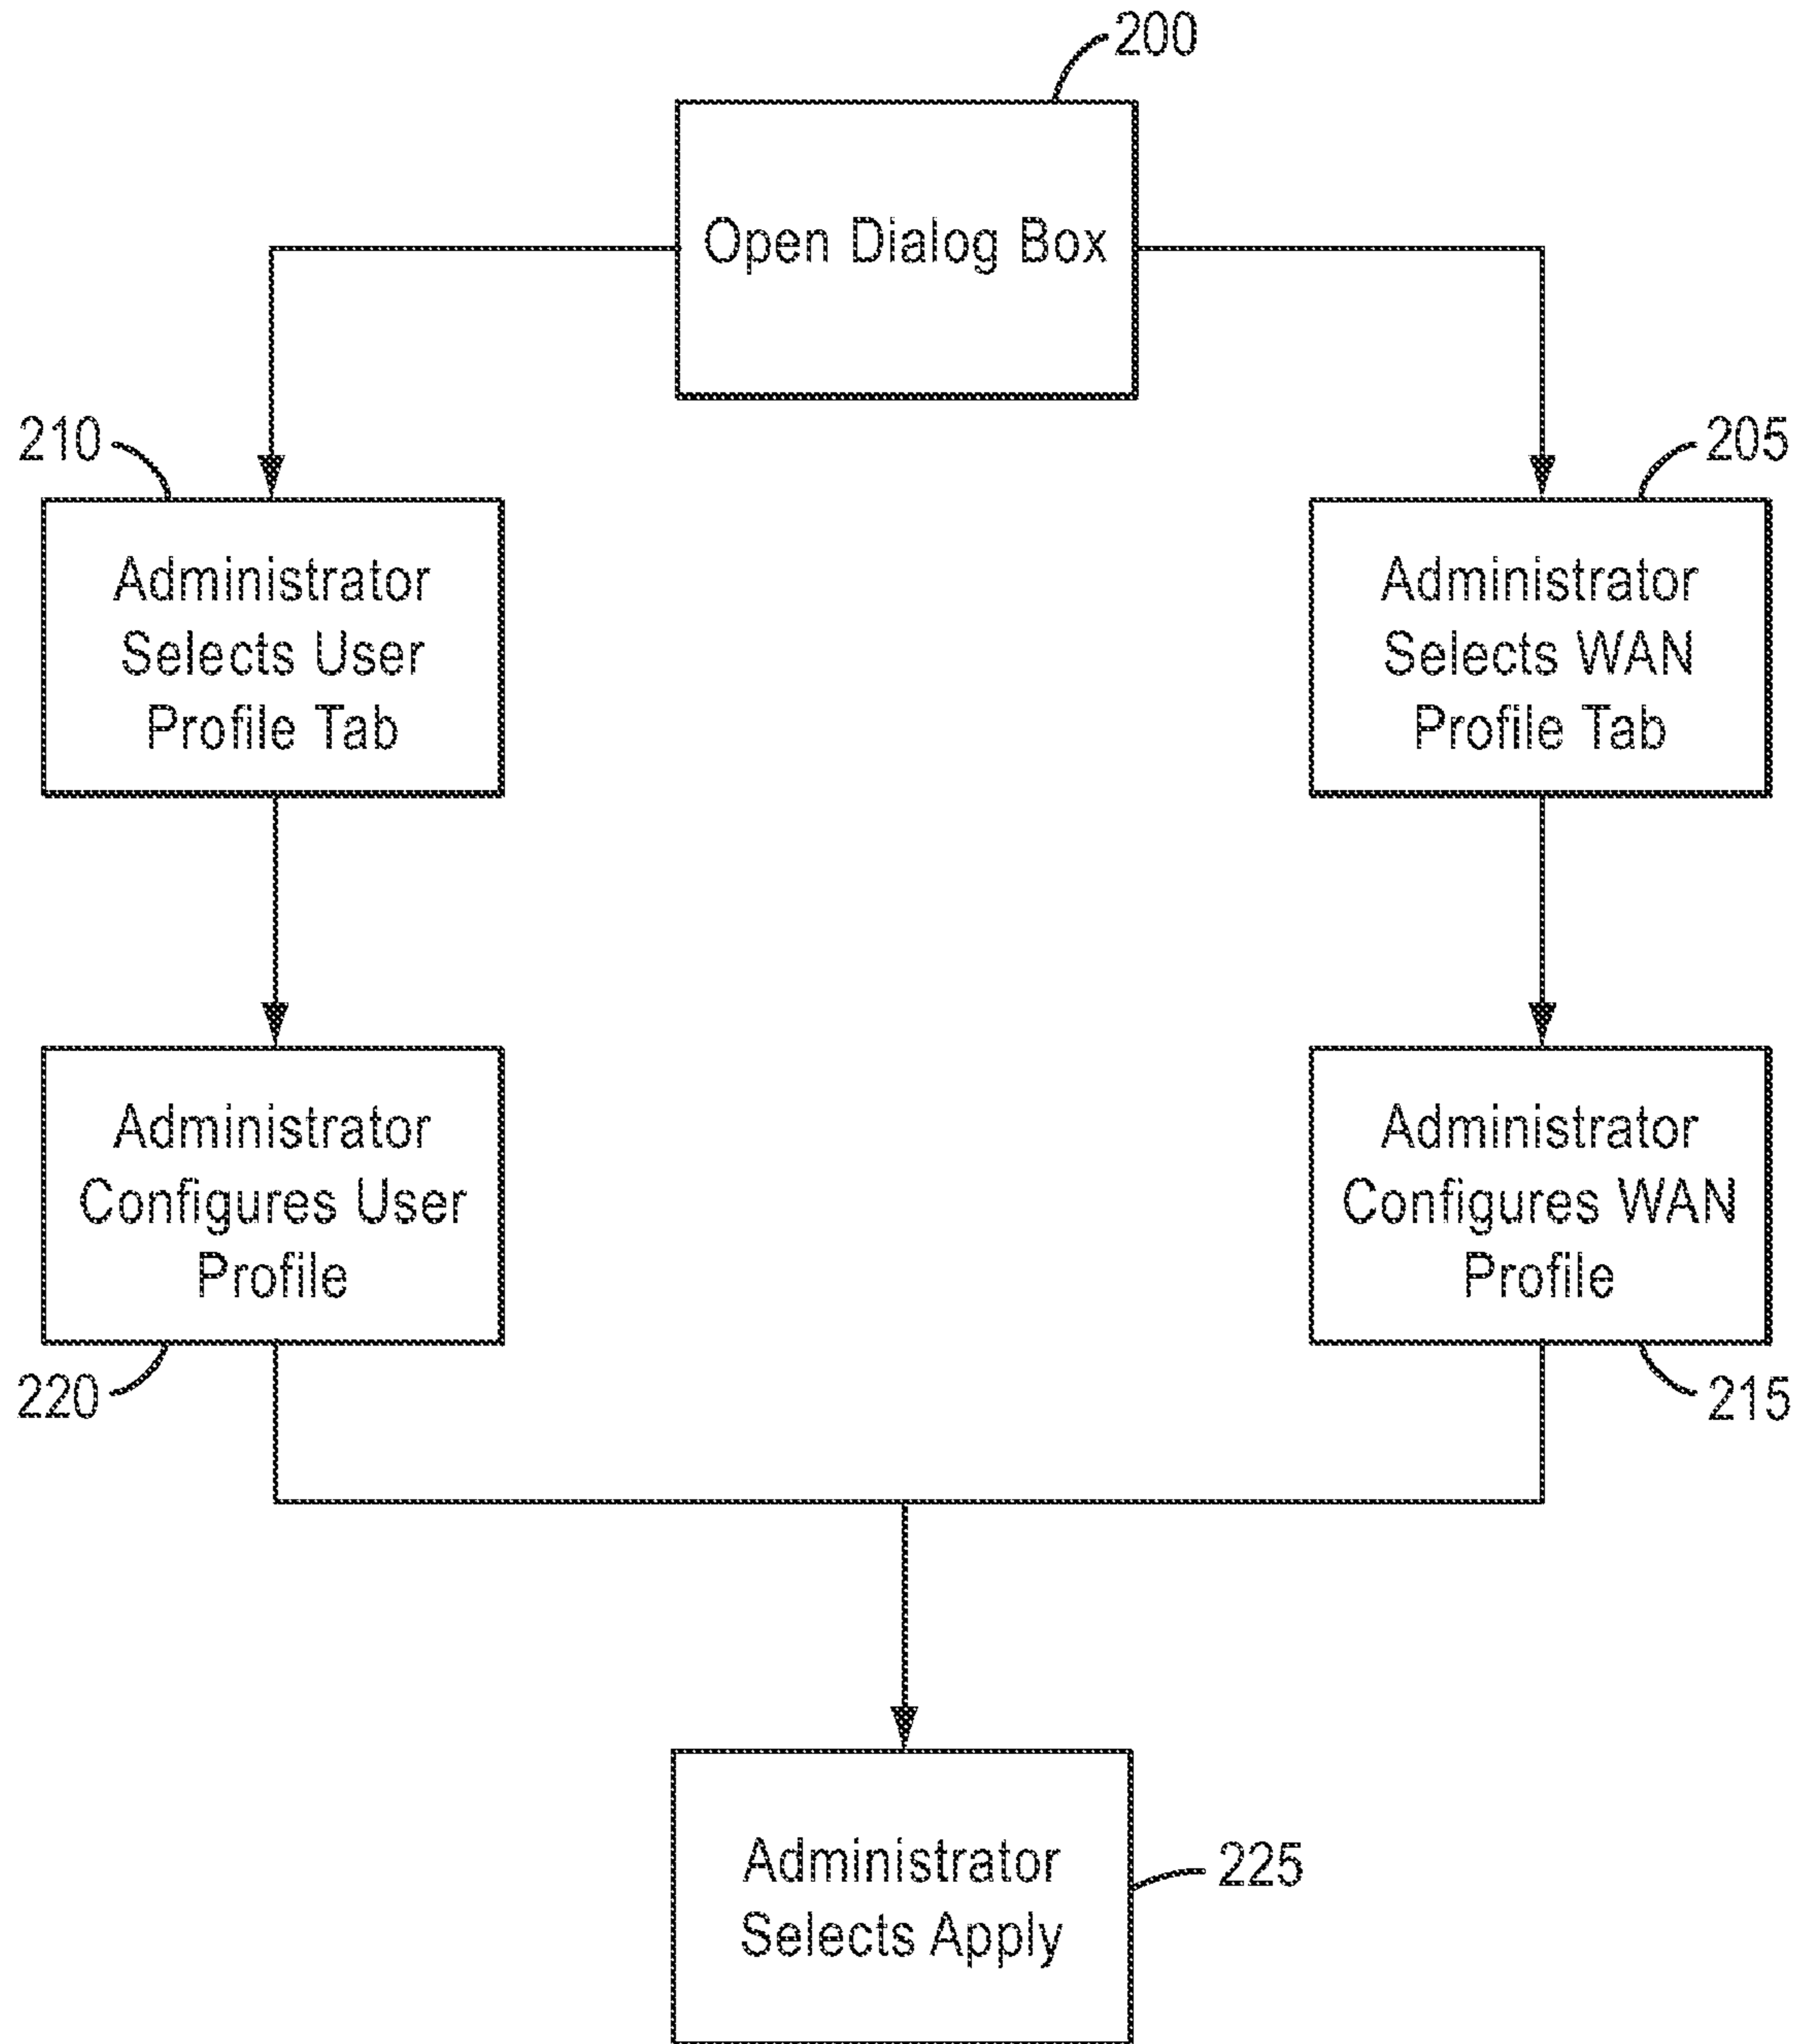 200
Open Dialog Box
210
Administrator
Selects User
Profile Tab
205
Administrator
Selects WAN
Profile Tab
Administrator
Configures User
Profile
220
Administrator
Configures WAN
Profile
215
Administrator
Selects Apply
225